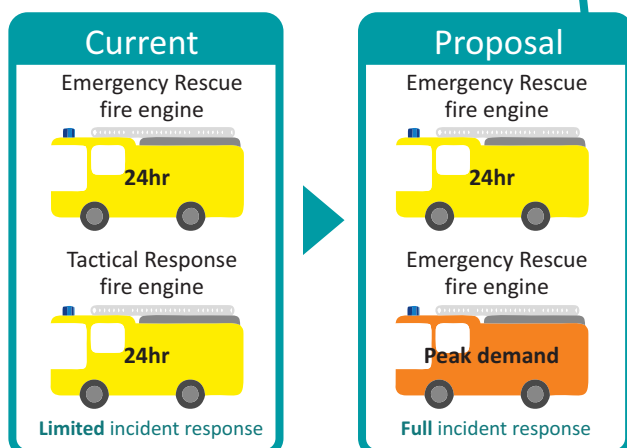 Current
Emergency Rescue
fire engine
24hr
Tactical Response
fire engine
24hr
Limited incident response
Proposal
Emergency Rescue
fire engine
24hr
Emergency Rescue
fire engine
Peak demand
Full incident response